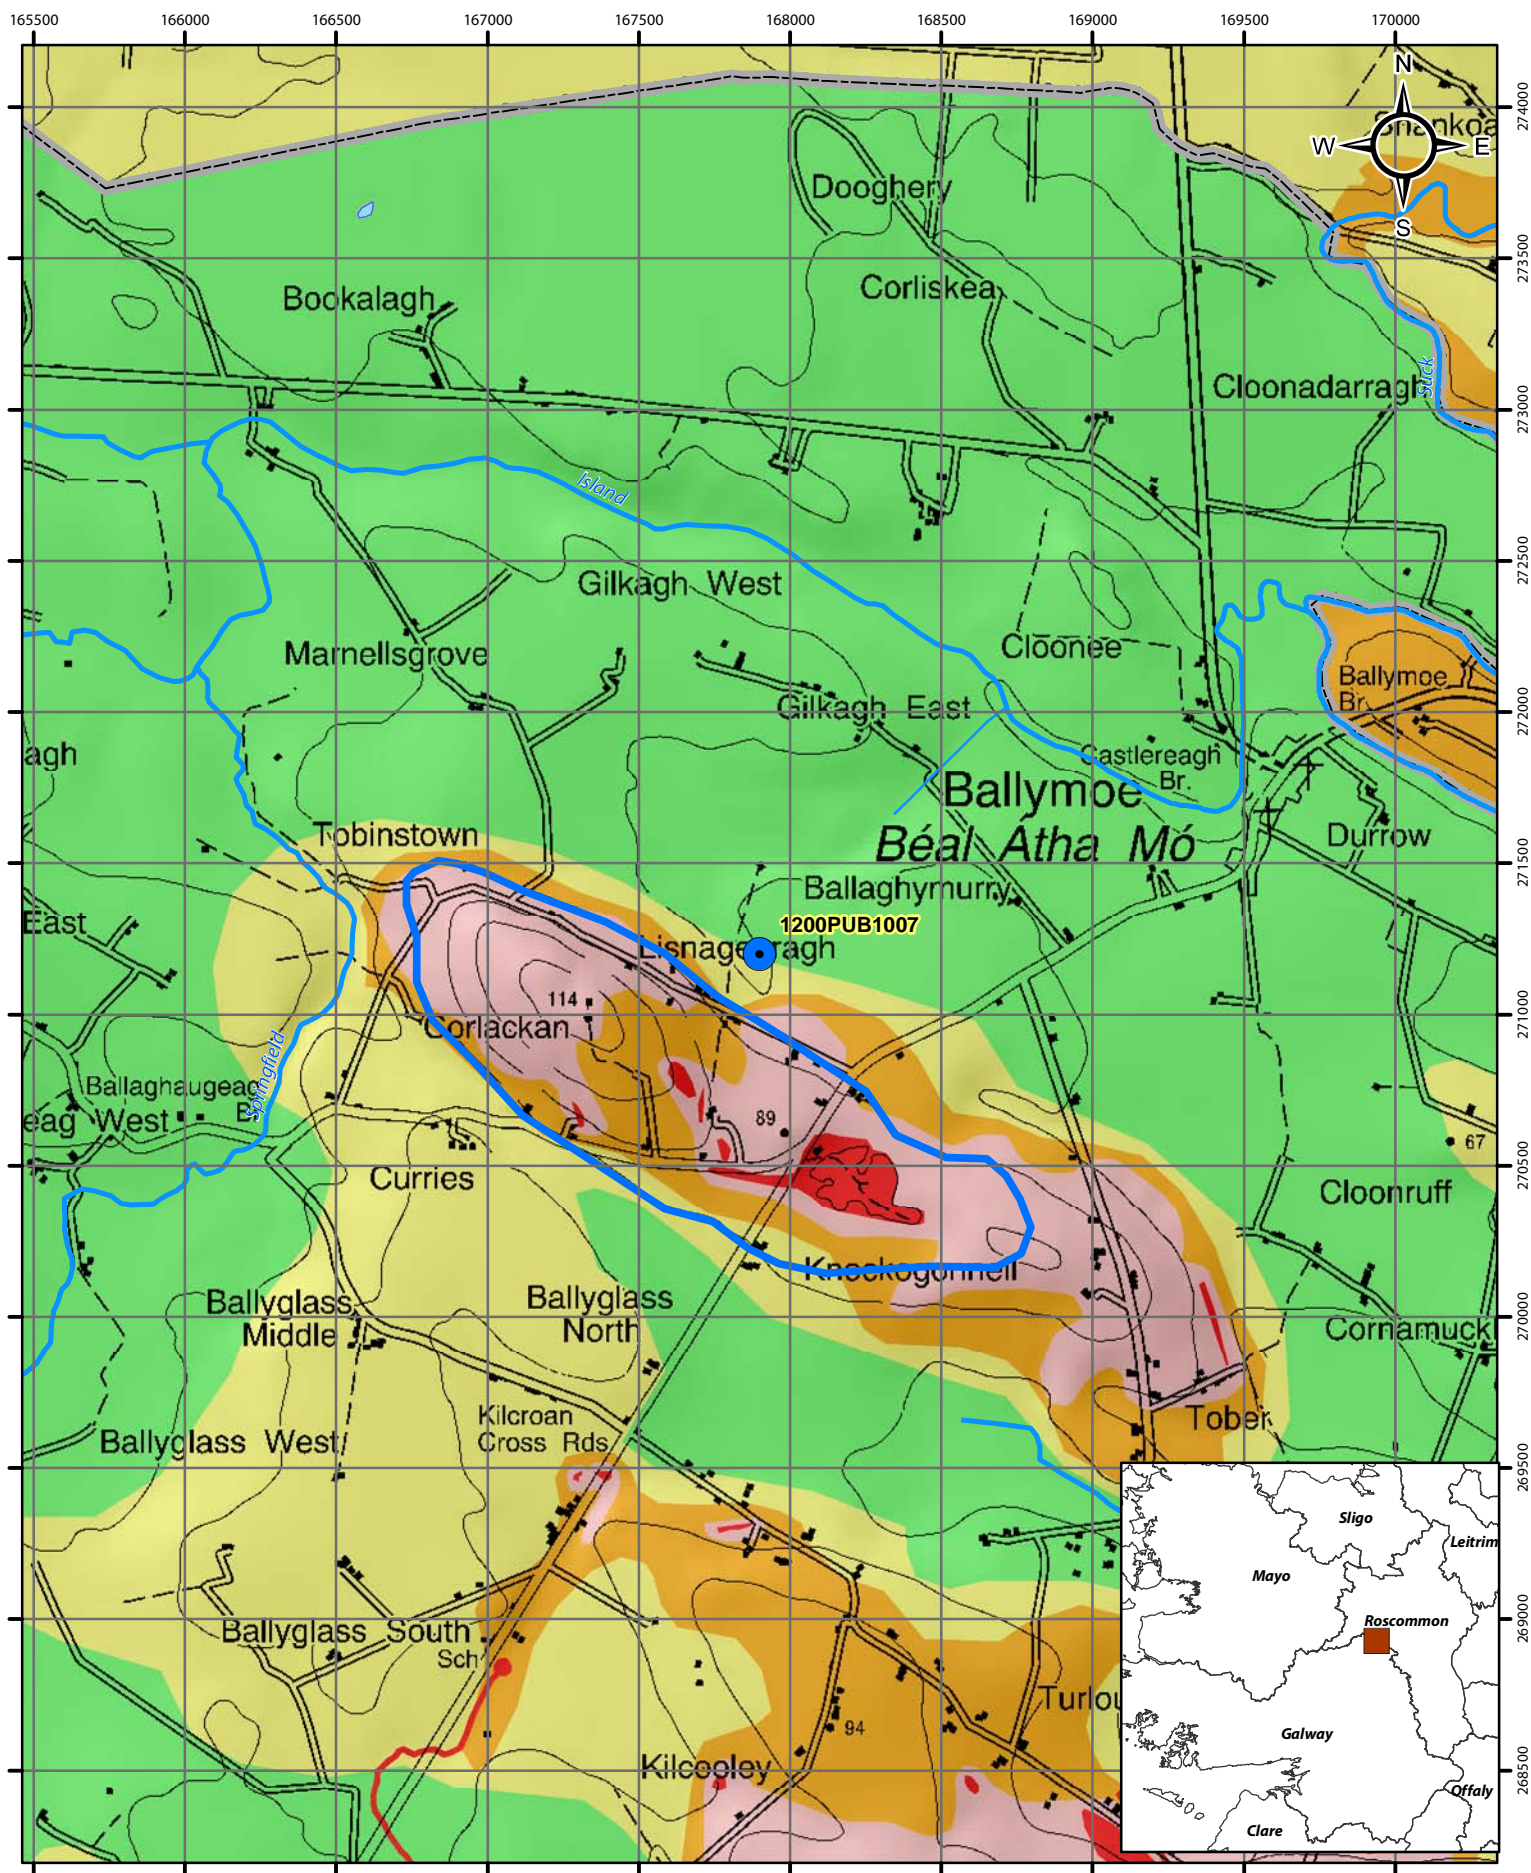 165500 166000 166500 167000 167500 168000 168500 169000 169500 170000
N
W E
S
274000
273500
273000
272500
272000
271500
271000
270500
270000
269500
269000
268500
Dooghery
Corliskea
Bookalagh
Cloonadarragh
Suck
Island
Gilkagh West
Marnellsgrove
Cloonee
Ballymoe
Br.
Gilkagh East
agh
Castlereagh
Br.
Ballymoe
Béal Átha Mó
Tobinstown
Durrow
Ballaghymurry
East
1200PUB1007
114
Corlackan
Springfield
eag West
89
67
Curries
Cloonruff
Knockogonnell
Ballyglass
Middle
Ballyglass
North
Cornamuck
Kilcroan
Cross Rds
Tober
Ballyglass West
Ballyglass South
Sch
94
Kilcooley
Sligo
Leitrim
Mayo
Roscommon
Galway
Offaly
Clare